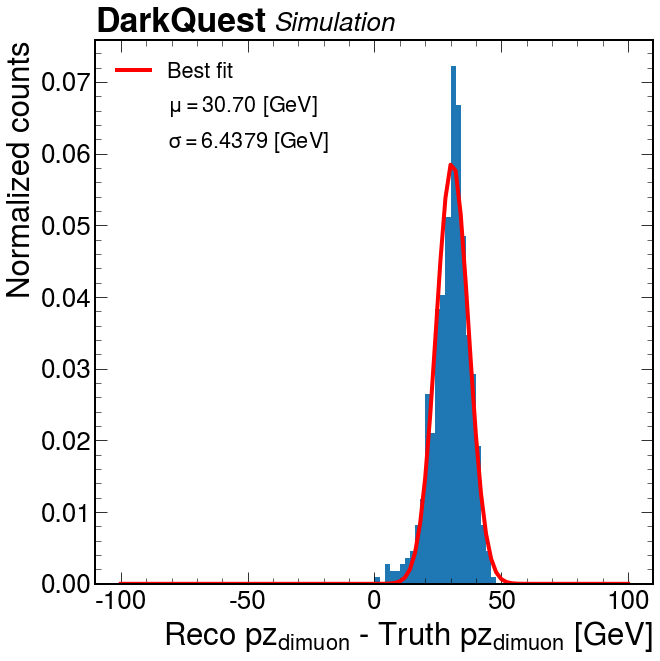 DarkQuest Simulation
Best fit
μ = 30.70 [GeV]
σ = 6.4379 [GeV]
Normalized counts
0.07
0.06
0.05
0.04
0.03
0.02
0.01
0.00
-100 -50 0 50 100
Reco pz_dimuon - Truth pz_dimuon [GeV]